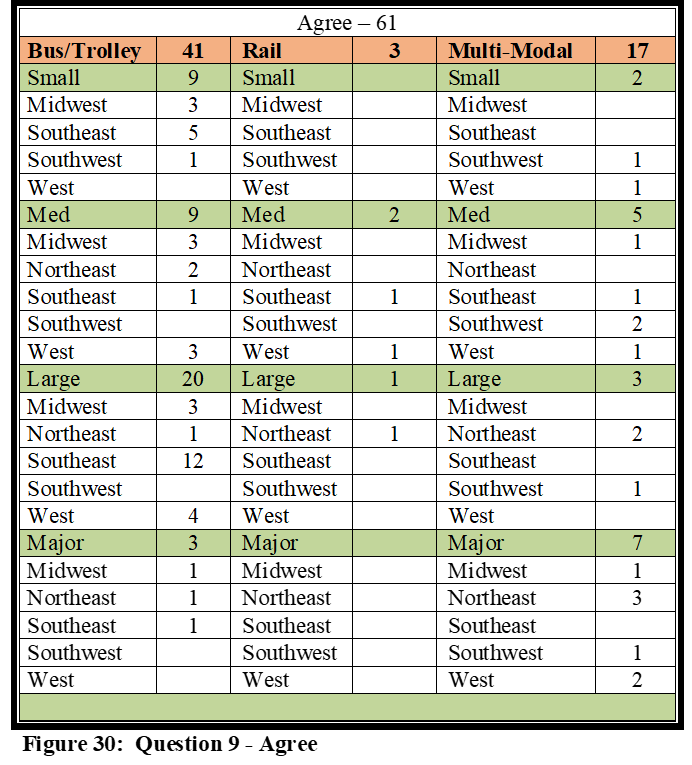 Agree – 61
Bus/Trolley 41 Rail 3 Multi-Modal 17
Small 9 Small Small 2
Midwest 3 Midwest Midwest
Southeast 5 Southeast Southeast
Southwest 1 Southwest Southwest 1
West West West 1
Med 9 Med 2 Med 5
Midwest 3 Midwest Midwest 1
Northeast 2 Northeast Northeast
Southeast 1 Southeast 1 Southeast 1
Southwest Southwest Southwest 2
West 3 West 1 West 1
Large 20 Large 1 Large 3
Midwest 3 Midwest Midwest
Northeast 1 Northeast 1 Northeast 2
Southeast 12 Southeast Southeast
Southwest Southwest Southwest 1
West 4 West West
Major 3 Major Major 7
Midwest 1 Midwest Midwest 1
Northeast 1 Northeast Northeast 3
Southeast 1 Southeast Southeast
Southwest Southwest Southwest 1
West West West 2
Figure 30: Question 9 - Agree